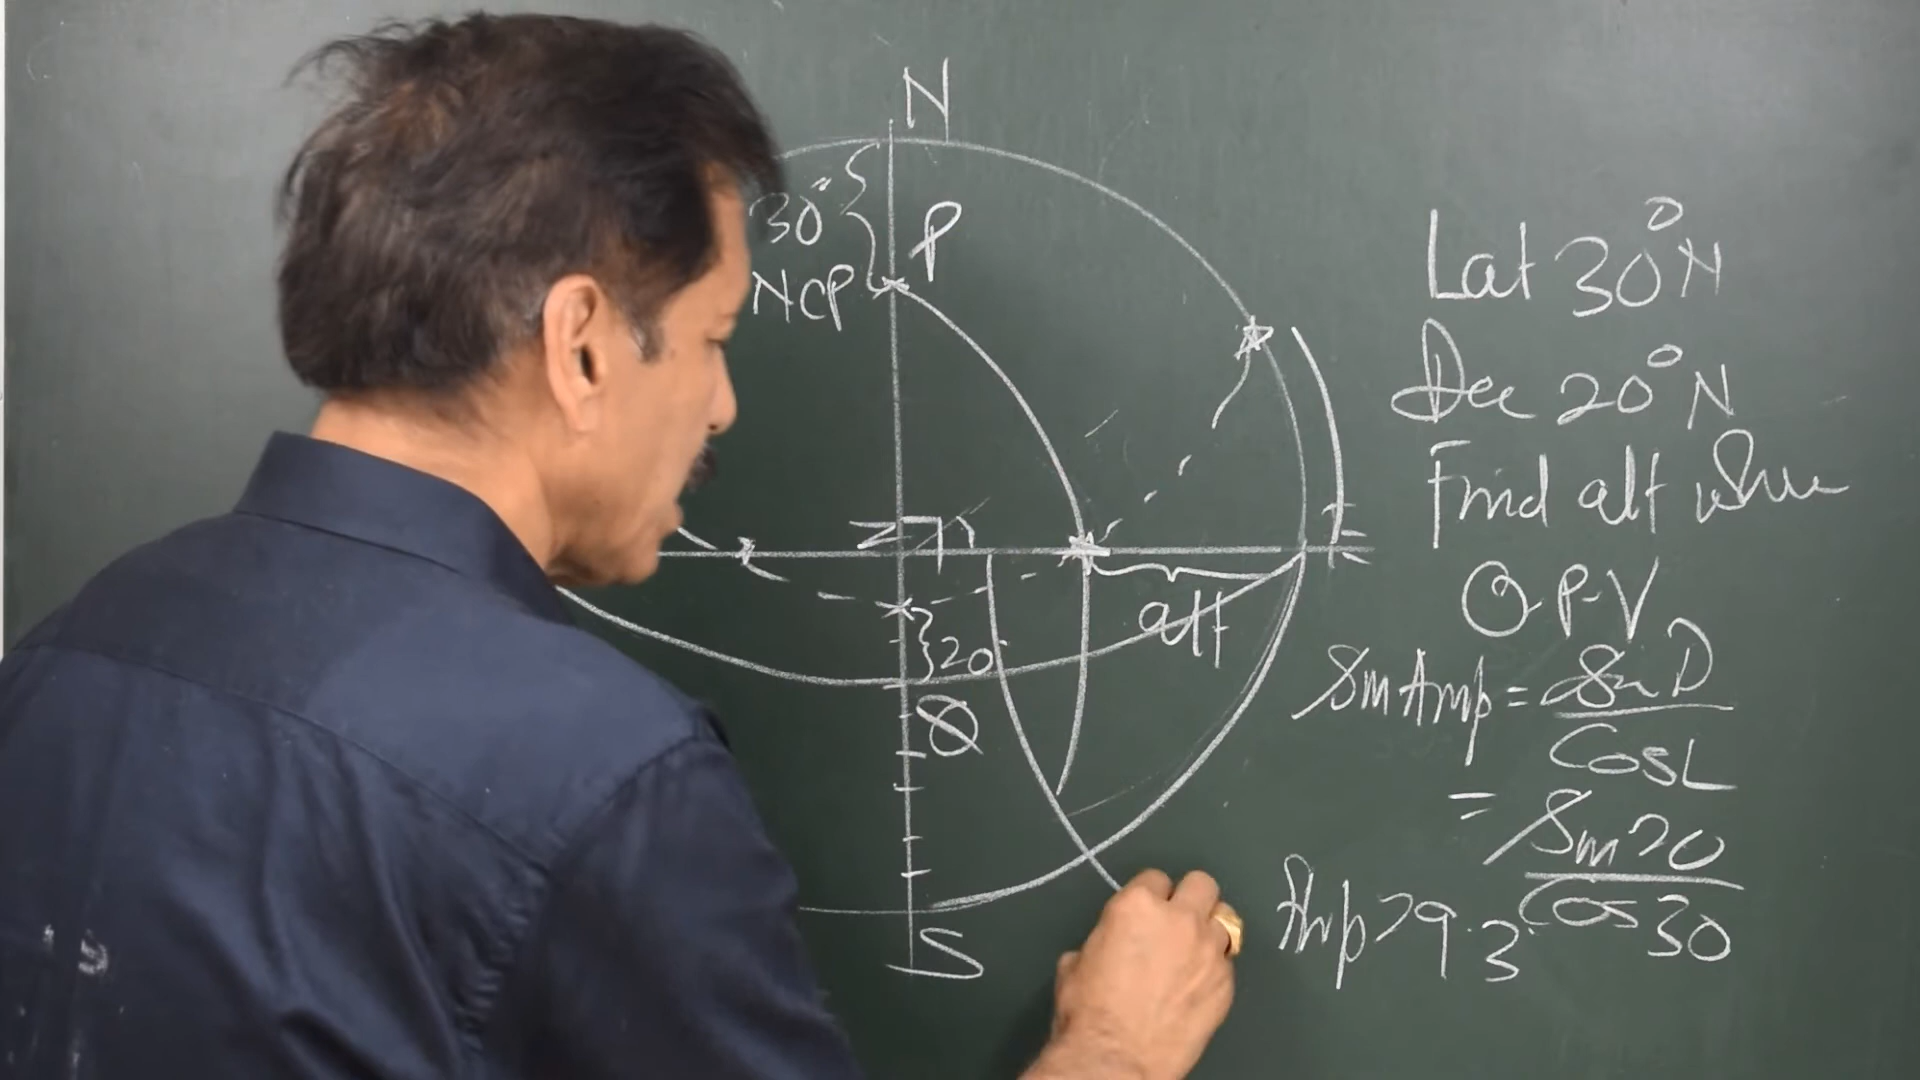 N
30°
P
NCP
Z
E
alt
20
Q
S
Lat 30° N
Dec 20° N
Find alt when
O.P.V
Sin Amp = Sin D
Cos L
= Sin 20
Cos 30
Amp 9.3